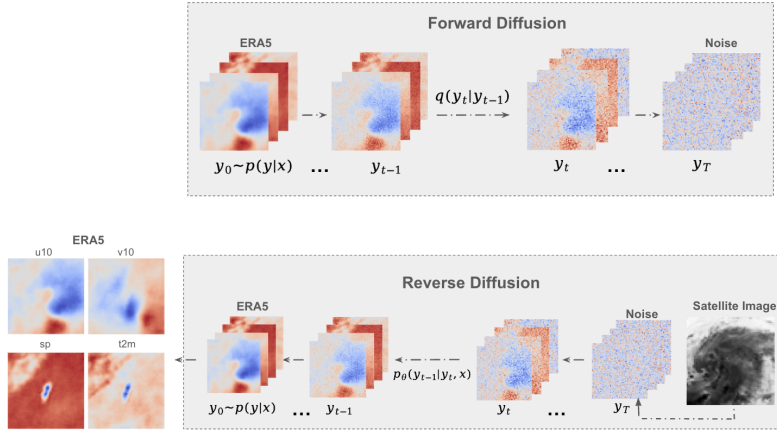 Forward Diffusion
ERA5
Noise
q(y_t|y_{t−1})
y_0~p(y|x) ... y_{t−1} y_t ... y_T
ERA5
u10 v10
sp t2m
Reverse Diffusion
Satellite Image
ERA5
Noise
p_θ(y_{t−1}|y_t, x)
y_0~p(y|x) ... y_{t−1} y_t ... y_T